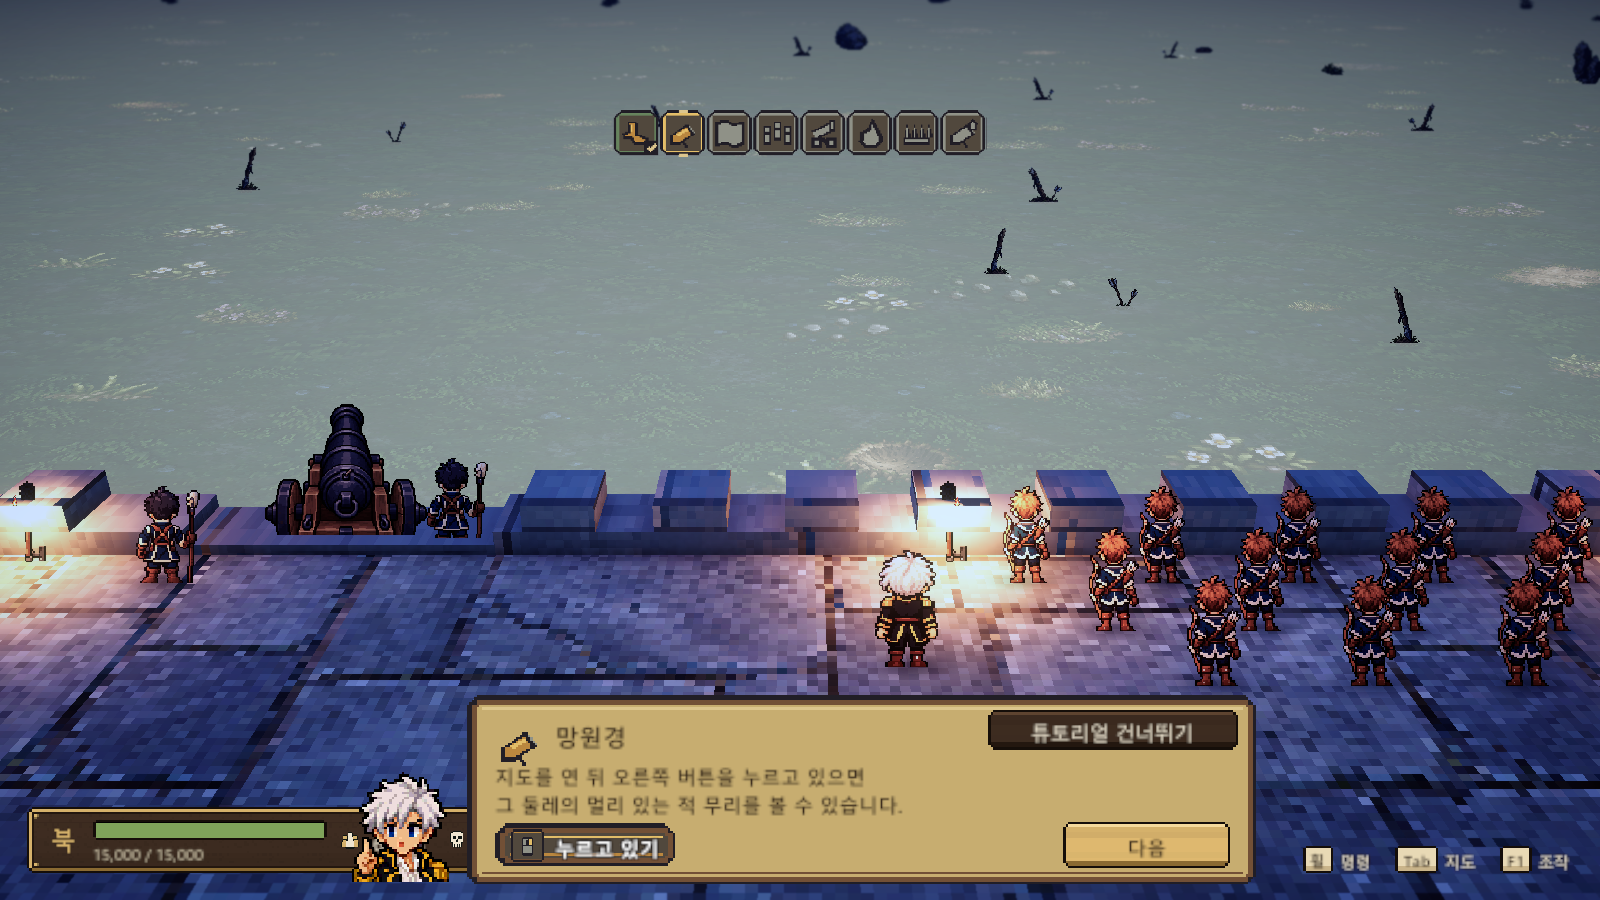 망원경
튜토리얼 건너뛰기
지도를 연 뒤 오른쪽 버튼을 누르고 있으면
그 둘레의 멀리 있는 적 무리를 볼 수 있습니다.
누르고 있기
다음
북
15,000 / 15,000
휠 명령
Tab 지도
F1 조작